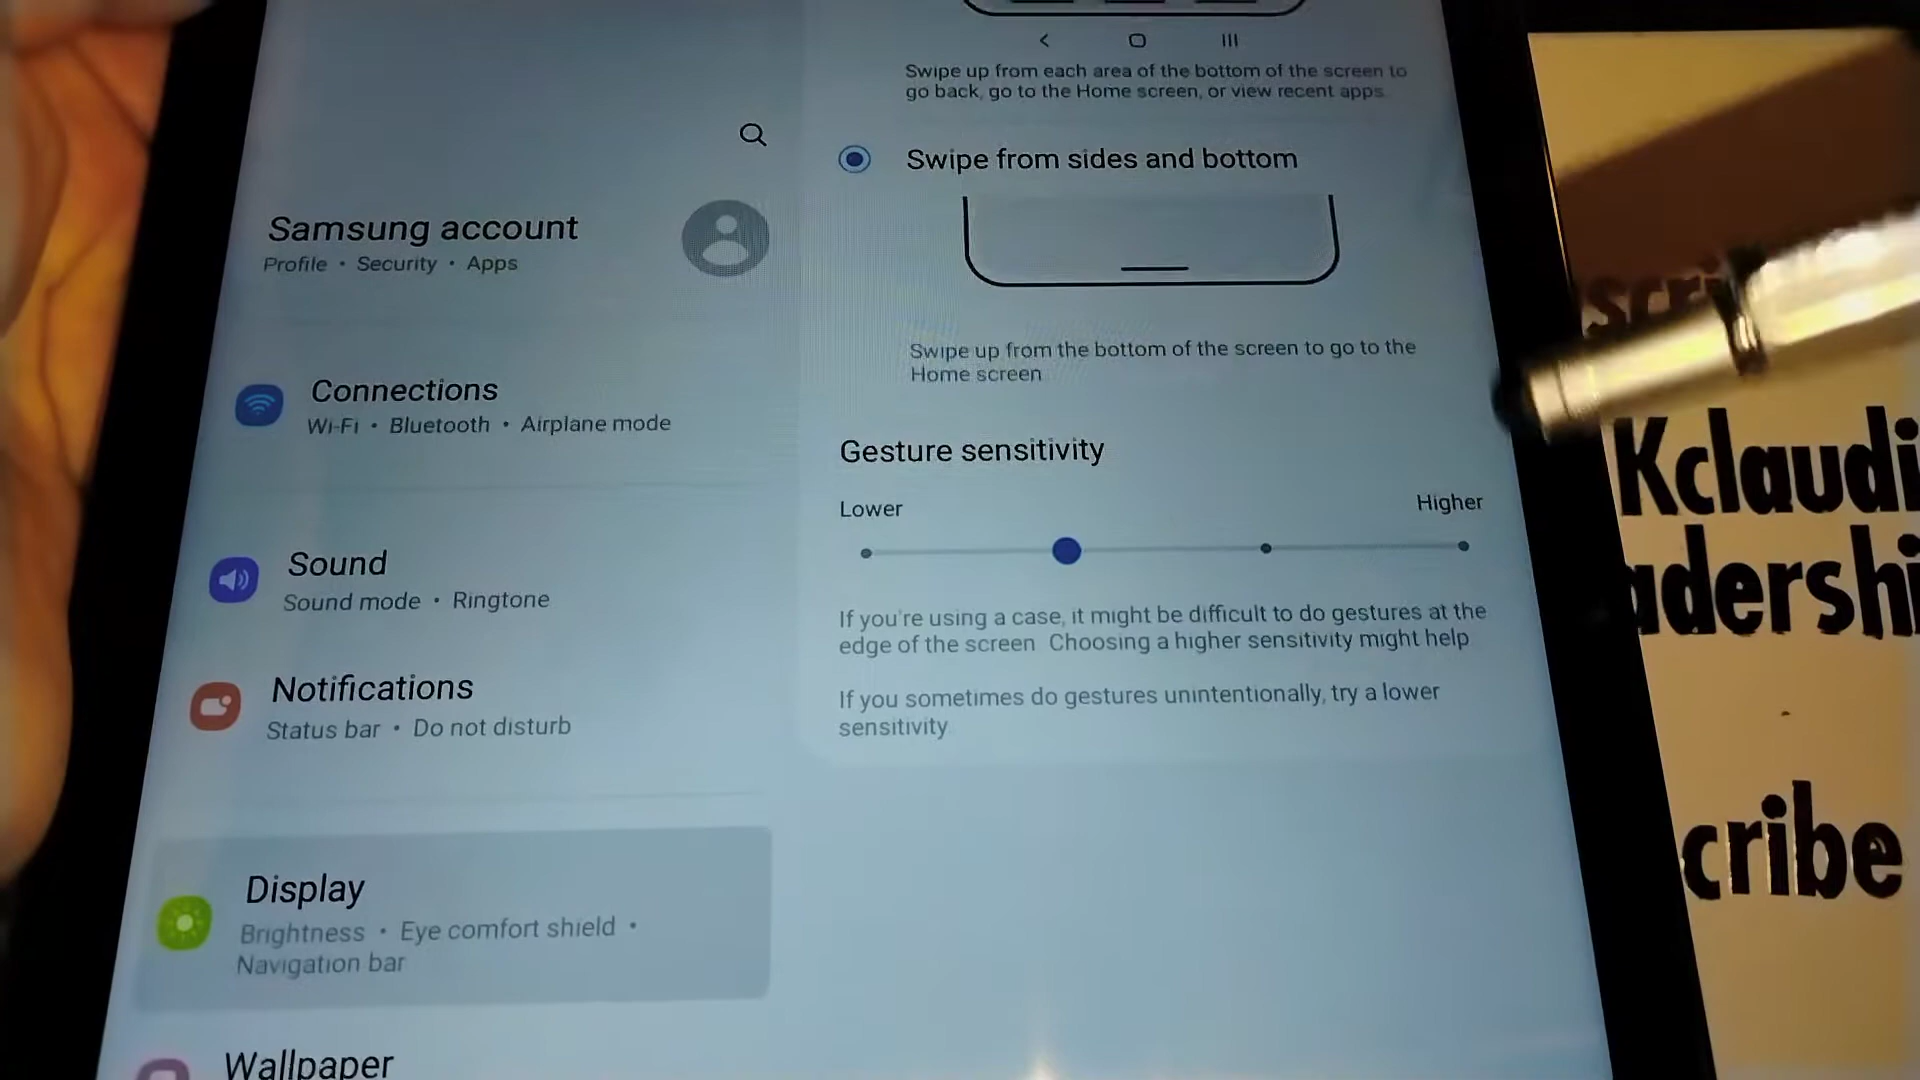 Samsung account
Profile • Security • Apps
Connections
Wi-Fi • Bluetooth • Airplane mode
Sound
Sound mode • Ringtone
Notifications
Status bar • Do not disturb
Display
Brightness • Eye comfort shield •
Navigation bar
Wallpaper
Swipe up from each area of the bottom of the screen to
go back, go to the Home screen, or view recent apps.
Swipe from sides and bottom
Swipe up from the bottom of the screen to go to the
Home screen
Gesture sensitivity
Lower
Higher
If you're using a case, it might be difficult to do gestures at the
edge of the screen. Choosing a higher sensitivity might help.
If you sometimes do gestures unintentionally, try a lower
sensitivity.
scri
Kclaudi
adershi
cribe